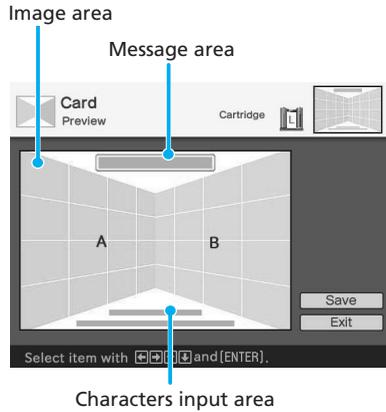 Image area
Message area
Card
Preview
Cartridge
L
A
B
Save
Exit
Select item with ←→↑↓ and [ENTER].
Characters input area